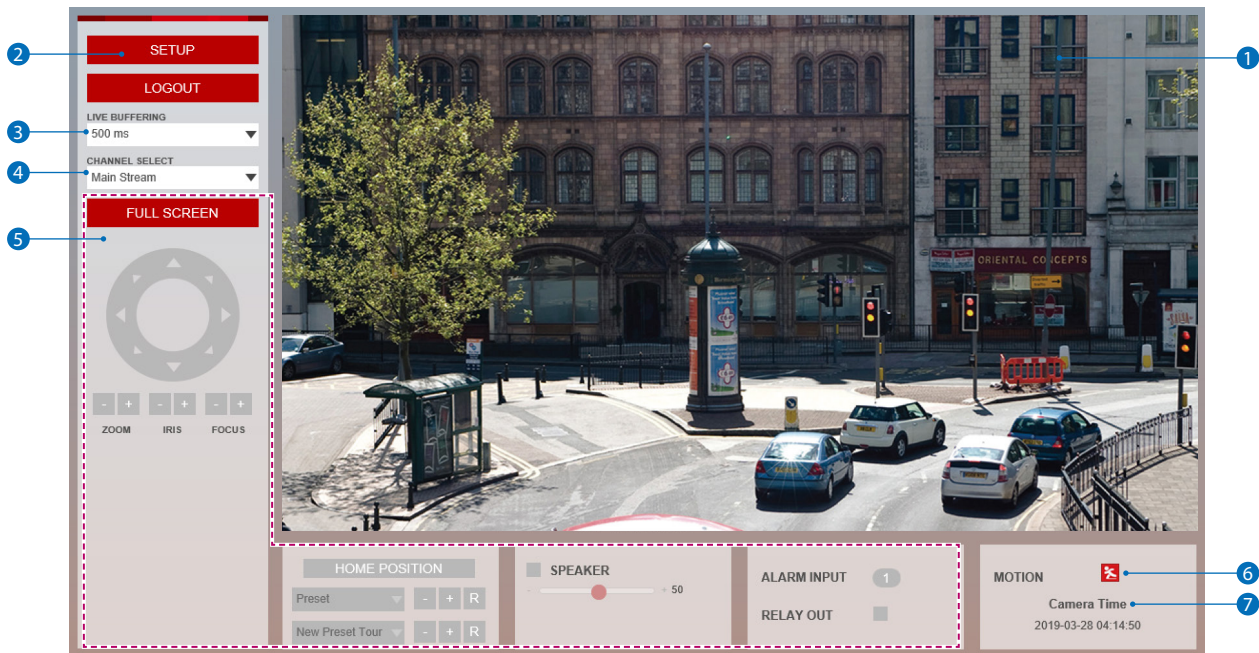 2
SETUP
1
LOGOUT
LIVE BUFFERING
3
500 ms
CHANNEL SELECT
4
Main Stream
FULL SCREEN
5
ORIENTAL CONCEPTS
- + - + - +
ZOOM IRIS FOCUS
HOME POSITION
Preset - + R
New Preset Tour - + R
SPEAKER
- + 50
ALARM INPUT 1
RELAY OUT
MOTION
6
Camera Time
7
2019-03-28 04:14:50